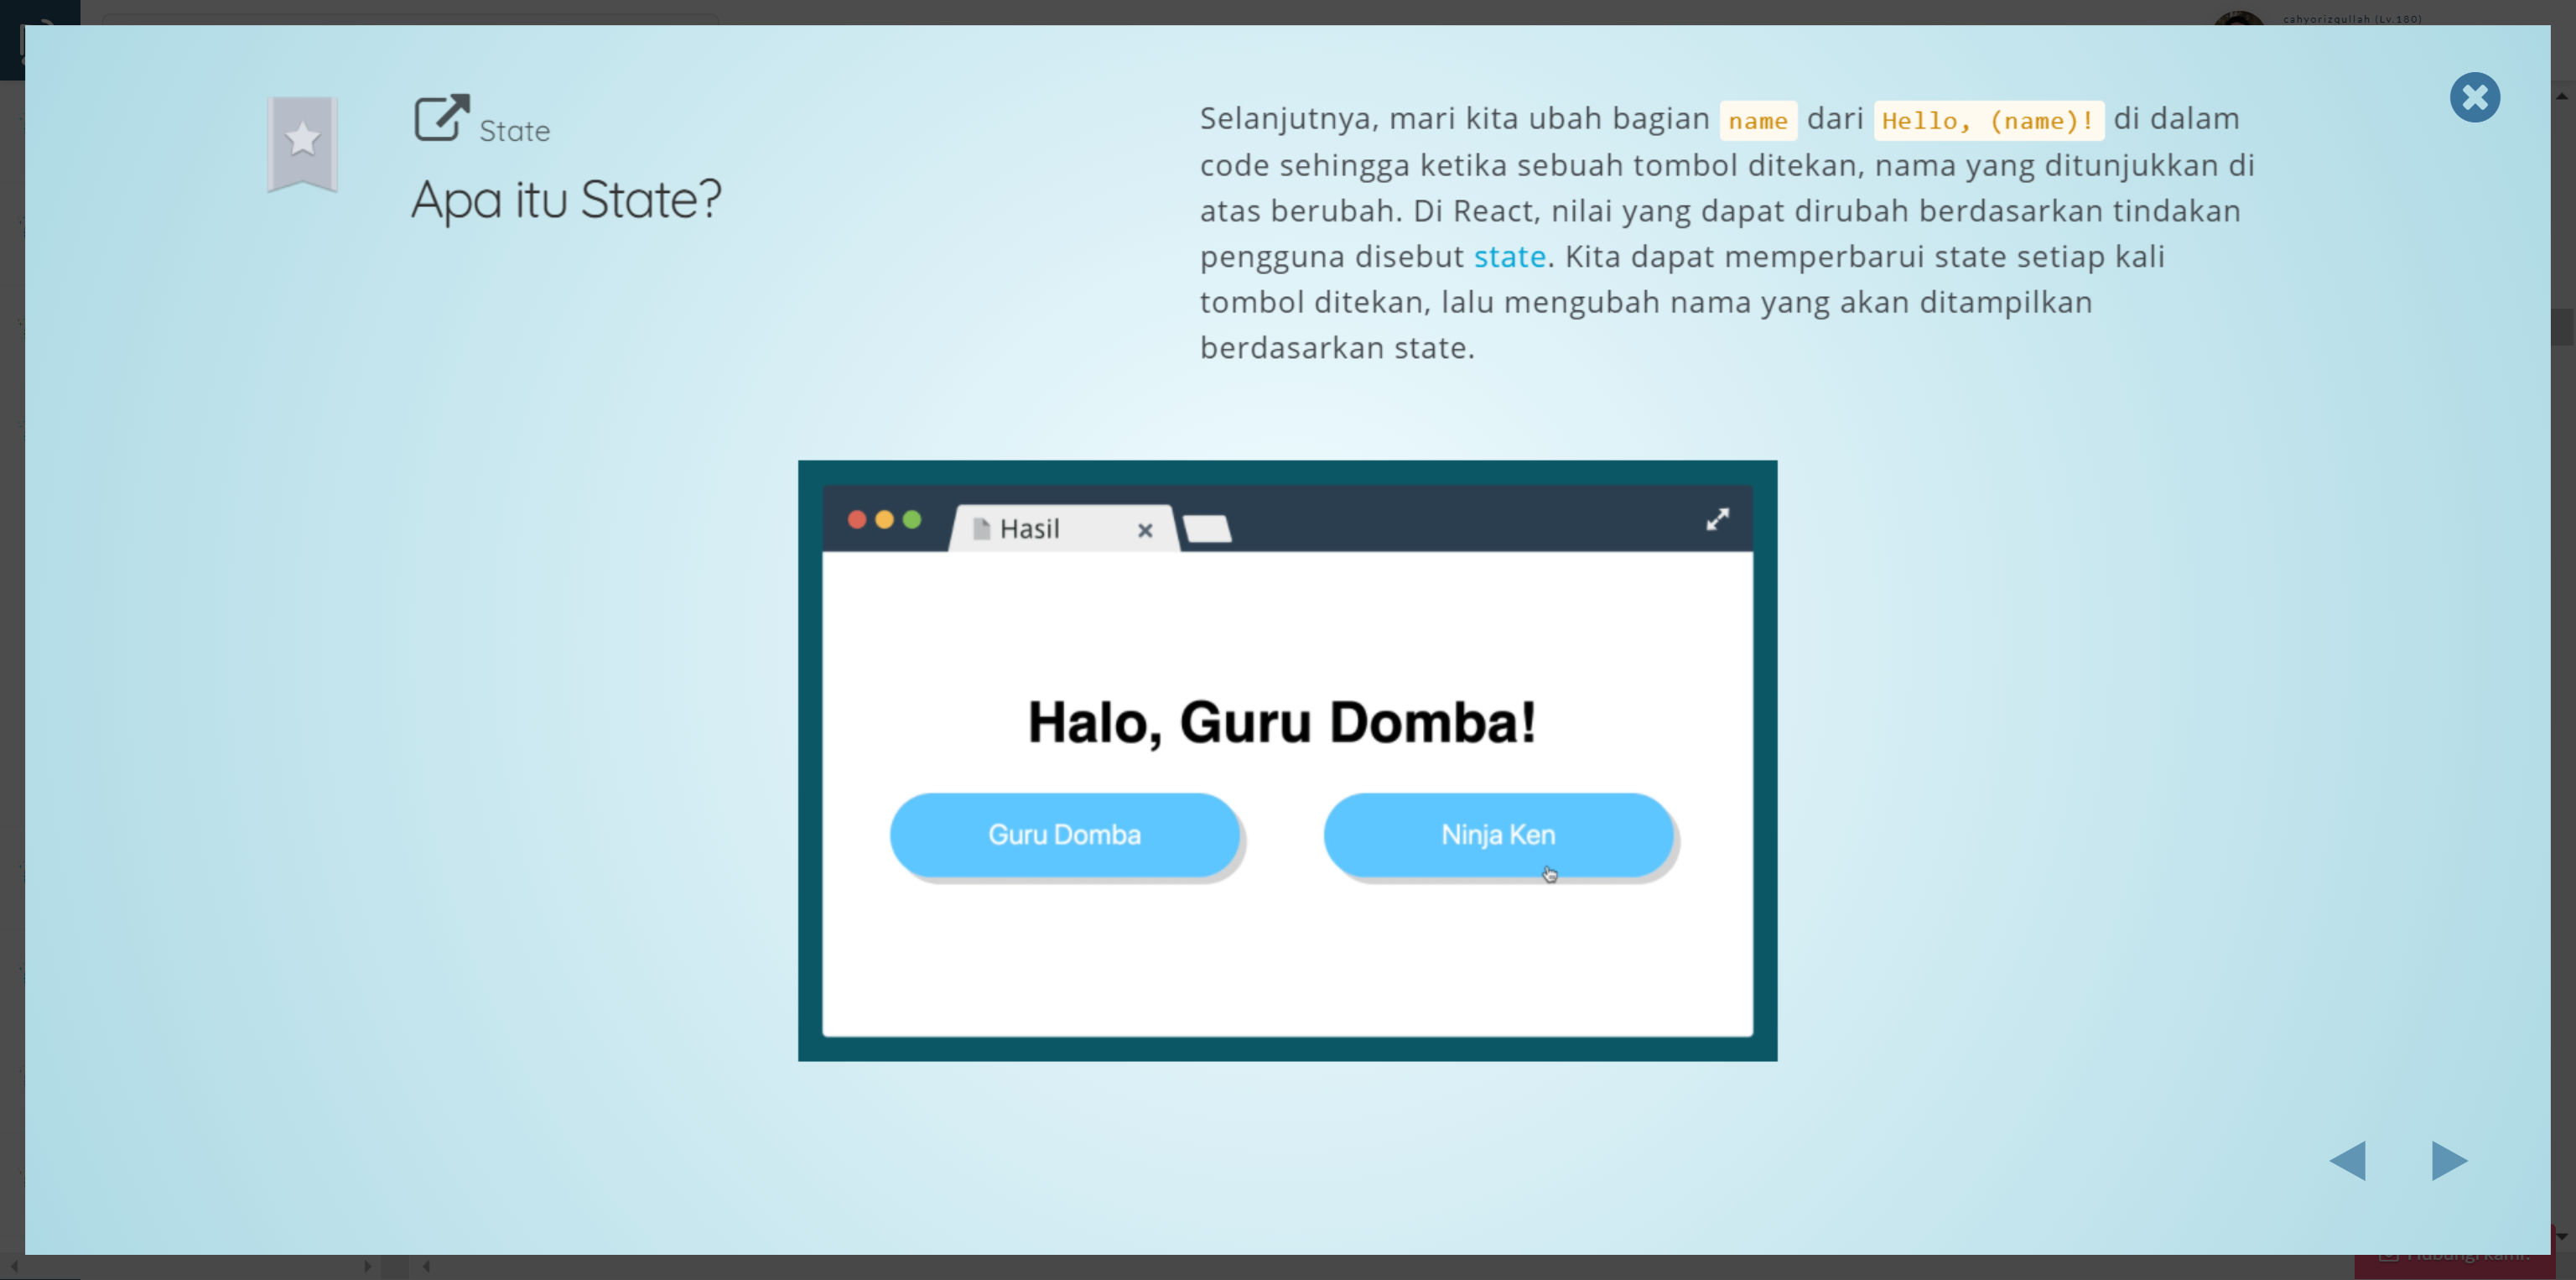 cahyorizqullah (Lv.180)
State
Apa itu State?
Selanjutnya, mari kita ubah bagian name dari Hello, (name)! di dalam
code sehingga ketika sebuah tombol ditekan, nama yang ditunjukkan di
atas berubah. Di React, nilai yang dapat dirubah berdasarkan tindakan
pengguna disebut state. Kita dapat memperbarui state setiap kali
tombol ditekan, lalu mengubah nama yang akan ditampilkan
berdasarkan state.
Hasil
Halo, Guru Domba!
Guru Domba
Ninja Ken
Hubungi kami.